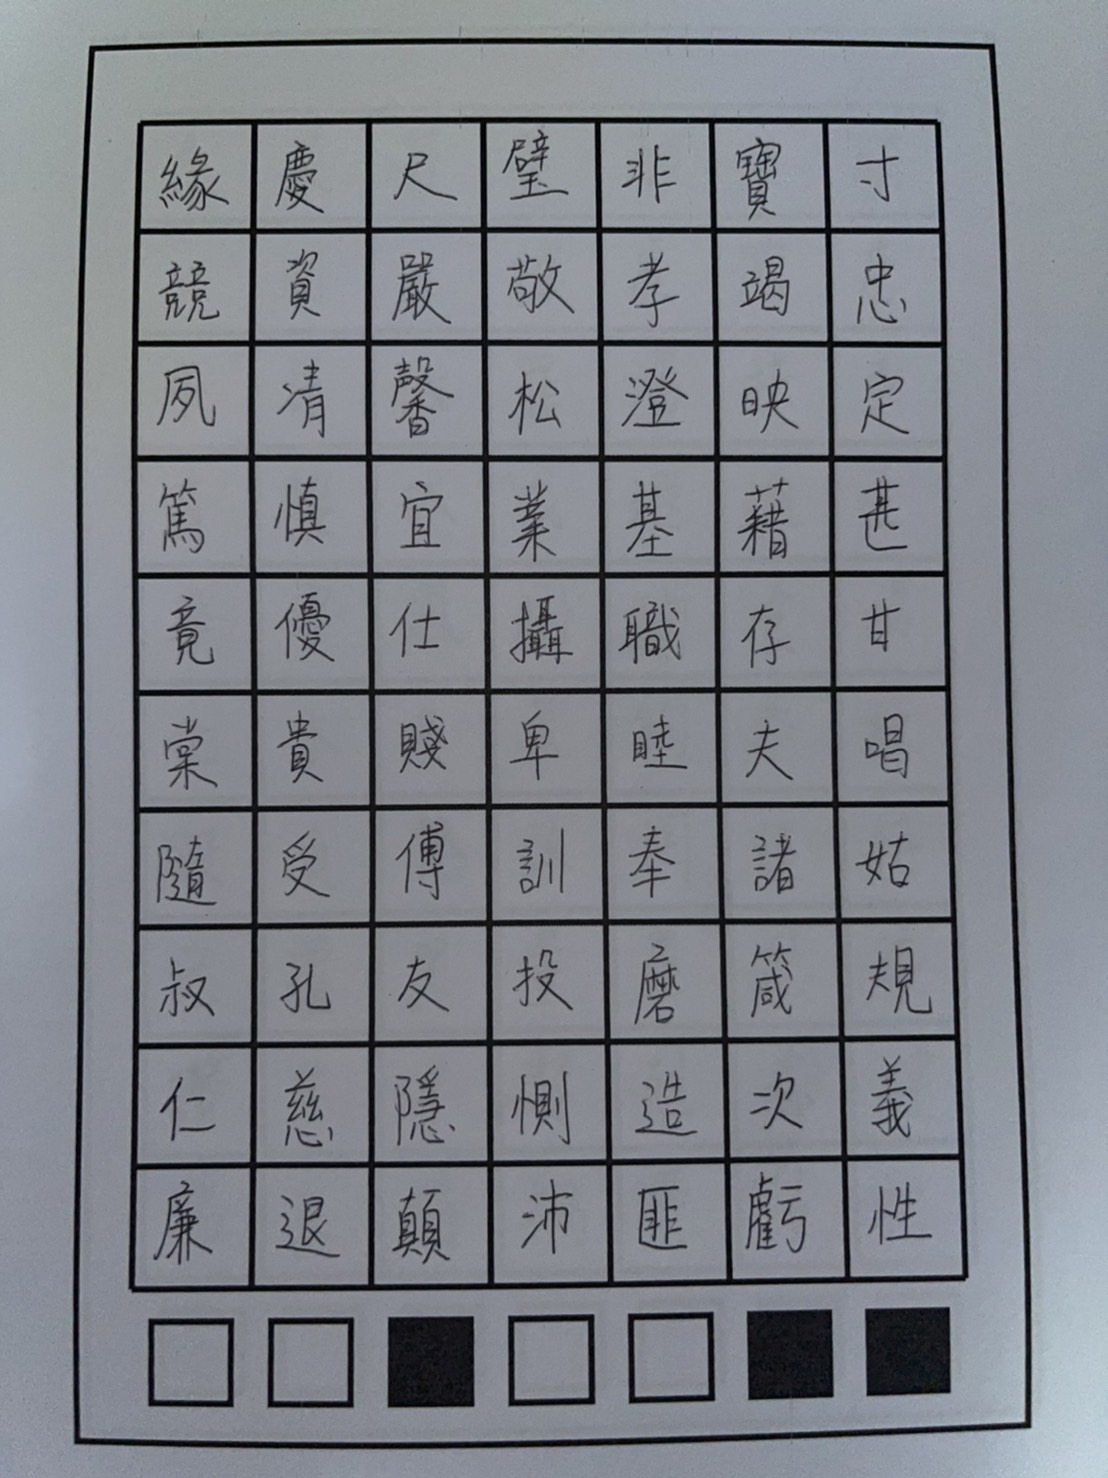 緣慶尺璧非寶寸
競資嚴敬孝竭忠
夙凊馨松澄映定
篤慎宜業基藉甚
竟優仕攝職存甘
棠貴賤卑睦夫唱
隨受傅訓奉諸姑
叔孔友投磨箴規
仁慈隱惻造次義
廉退顛沛匪虧性